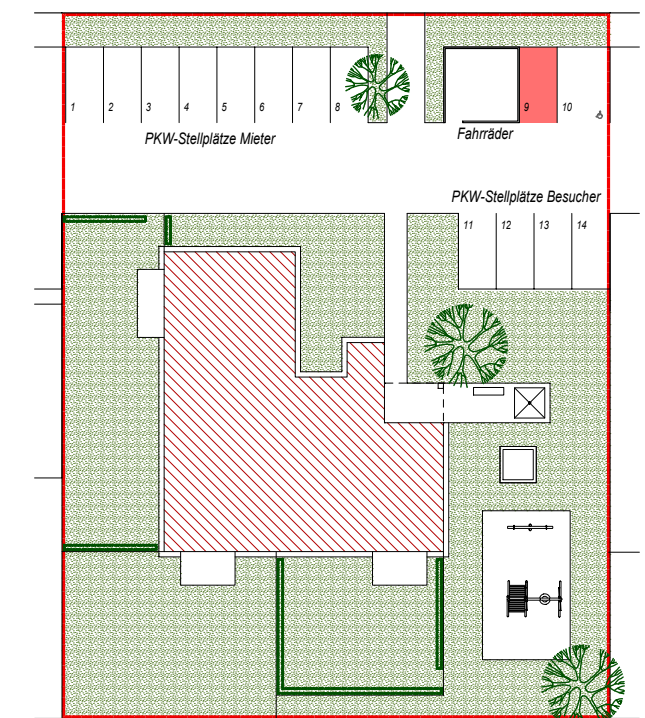 1 2 3 4 5 6 7 8 9 10
PKW-Stellplätze Mieter
Fahrräder
PKW-Stellplätze Besucher
11 12 13 14